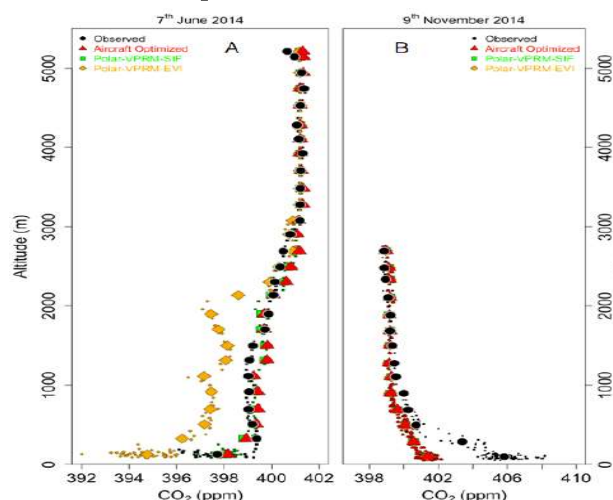 7th June 2014
9th November 2014
A
Observed
Aircraft Optimized
Polar-VPRM-SIF
Polar-VPRM-EVI
B
Observed
Aircraft Optimized
Polar-VPRM-SIF
Polar-VPRM-EVI
Altitude (m)
0 1000 2000 3000 4000 5000
0 1000 2000 3000 4000 5000
392 394 396 398 400 402
398 402 406 410
CO2 (ppm)
CO2 (ppm)